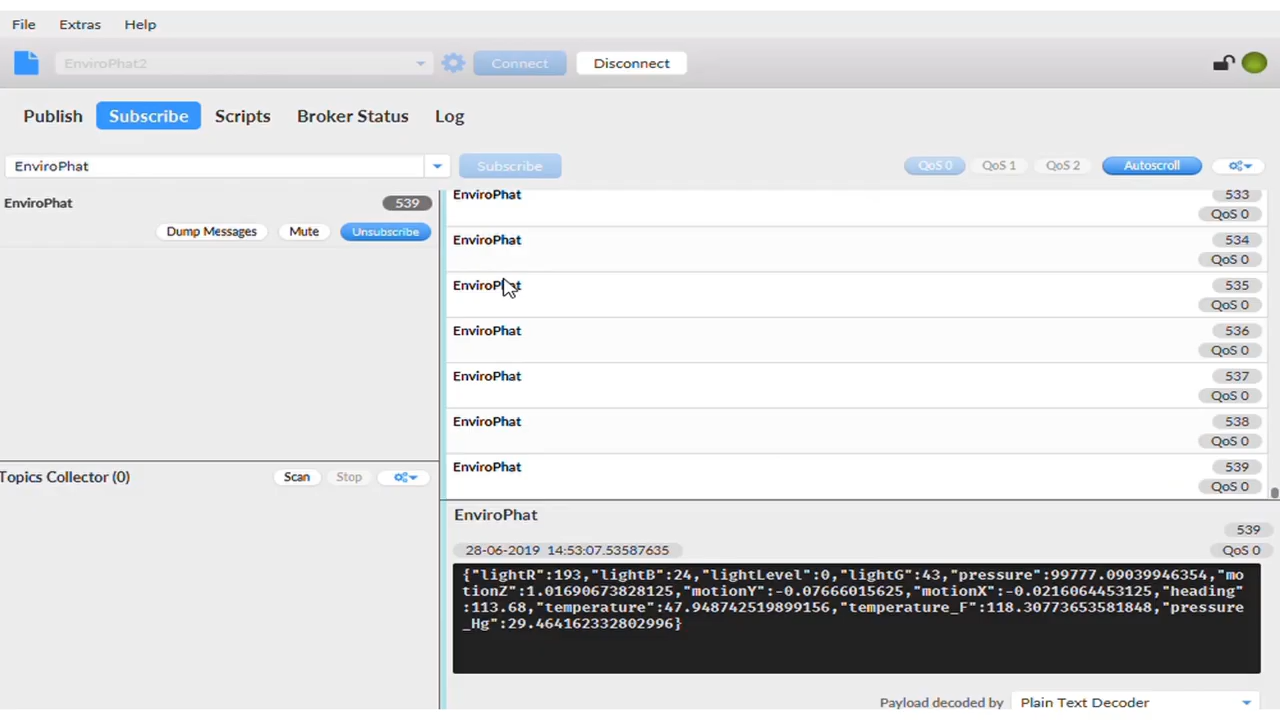 File Extras Help
EnviroPhat2 Connect Disconnect
Publish Subscribe Scripts Broker Status Log
EnviroPhat Subscribe QoS 0 QoS 1 QoS 2 Autoscroll
EnviroPhat 539
Dump Messages Mute Unsubscribe
Topics Collector (0) Scan Stop
EnviroPhat 533
QoS 0
EnviroPhat 534
QoS 0
EnviroPhat 535
QoS 0
EnviroPhat 536
QoS 0
EnviroPhat 537
QoS 0
EnviroPhat 538
QoS 0
EnviroPhat 539
QoS 0
EnviroPhat
539
28-06-2019 14:53:07.53587635 QoS 0
{"lightR":193,"lightB":24,"lightLevel":0,"lightG":43,"pressure":99777.09039946354,"mo
tionZ":1.01690673828125,"motionY":-0.07666015625,"motionX":-0.0216064453125,"heading"
:113.68,"temperature":47.948742519899156,"temperature_F":118.30773653581848,"pressure
_Hg":29.464162332802996}
Payload decoded by Plain Text Decoder